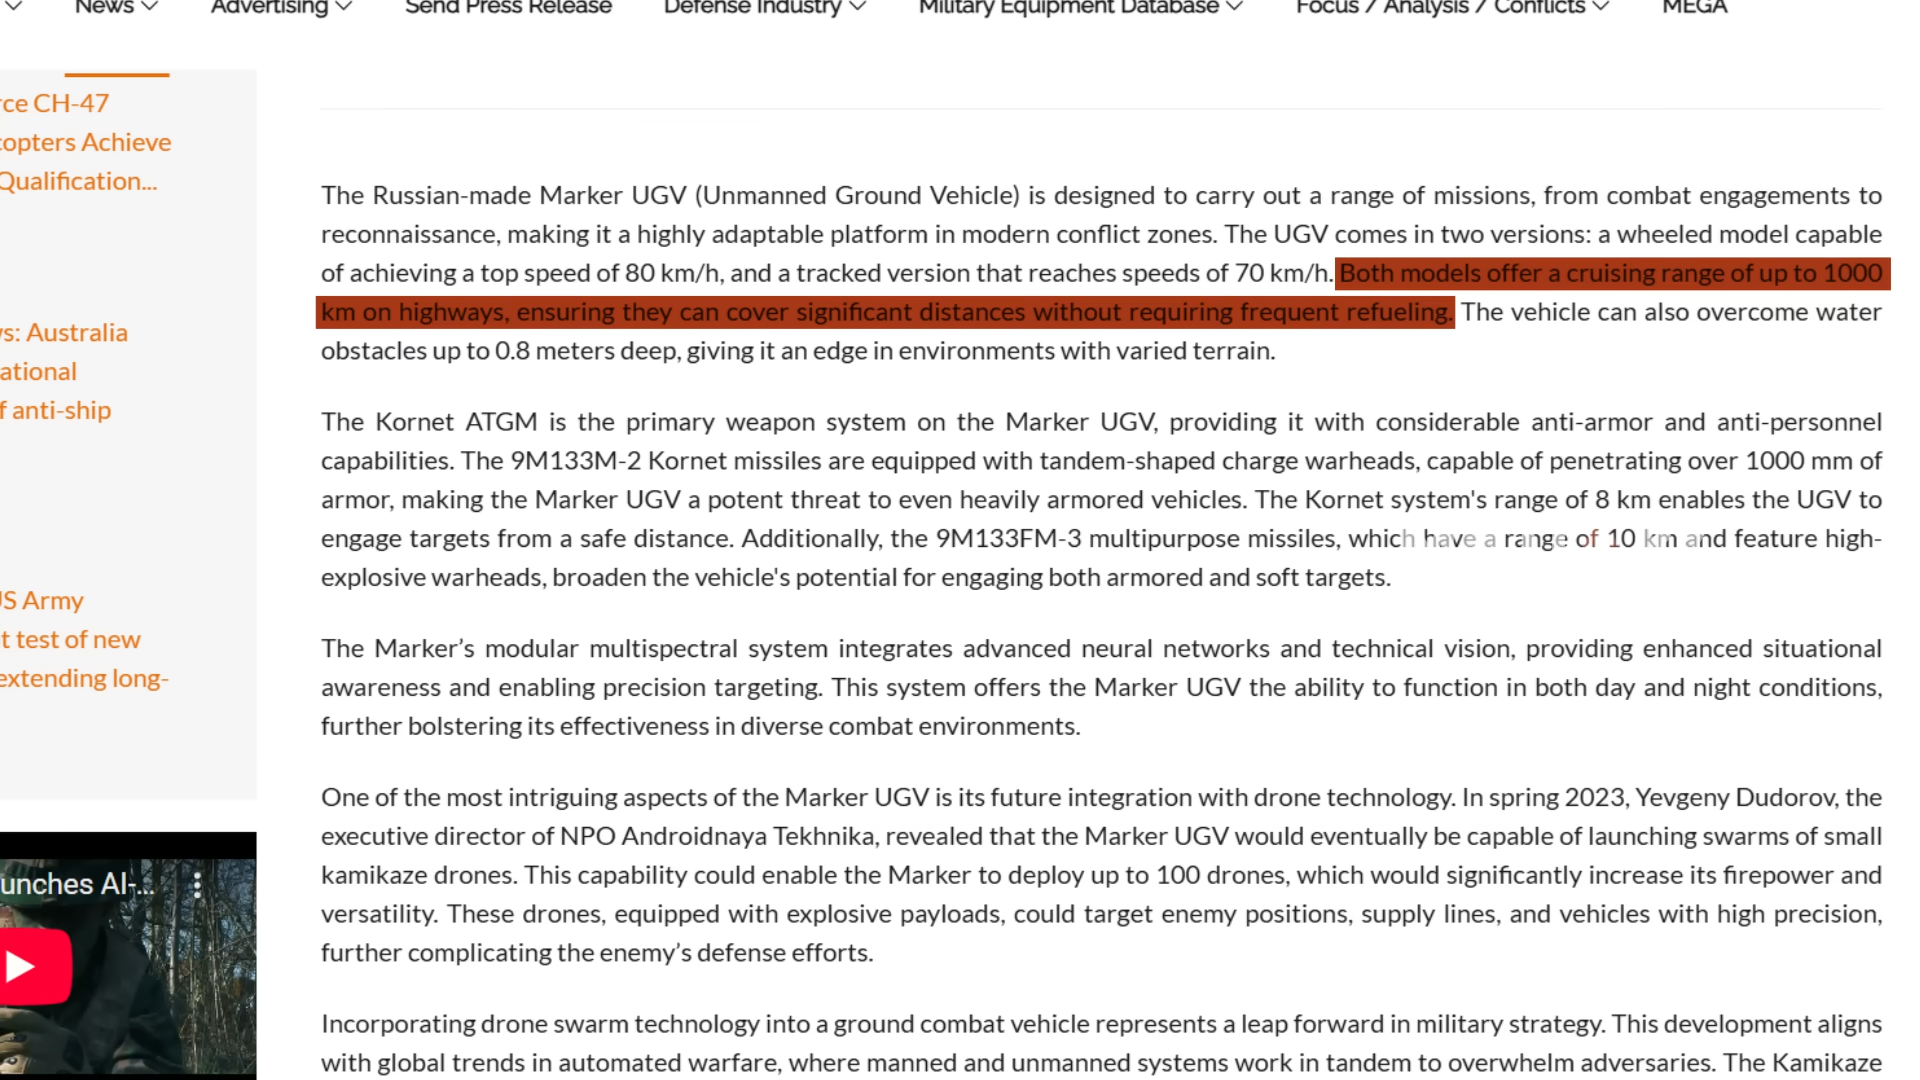 News
Advertising
Send Press Release
Defense Industry
Military Equipment Database
Focus / Analysis / Conflicts
MEGA
rce CH-47
copters Achieve
Qualification...
vs: Australia
ational
f anti-ship
US Army
t test of new
extending long-
unches AI-...
The Russian-made Marker UGV (Unmanned Ground Vehicle) is designed to carry out a range of missions, from combat engagements to
reconnaissance, making it a highly adaptable platform in modern conflict zones. The UGV comes in two versions: a wheeled model capable
of achieving a top speed of 80 km/h, and a tracked version that reaches speeds of 70 km/h. Both models offer a cruising range of up to 1000
km on highways, ensuring they can cover significant distances without requiring frequent refueling. The vehicle can also overcome water
obstacles up to 0.8 meters deep, giving it an edge in environments with varied terrain.
The Kornet ATGM is the primary weapon system on the Marker UGV, providing it with considerable anti-armor and anti-personnel
capabilities. The 9M133M-2 Kornet missiles are equipped with tandem-shaped charge warheads, capable of penetrating over 1000 mm of
armor, making the Marker UGV a potent threat to even heavily armored vehicles. The Kornet system's range of 8 km enables the UGV to
engage targets from a safe distance. Additionally, the 9M133FM-3 multipurpose missiles, which have a range of 10 km and feature high-
explosive warheads, broaden the vehicle's potential for engaging both armored and soft targets.
The Marker’s modular multispectral system integrates advanced neural networks and technical vision, providing enhanced situational
awareness and enabling precision targeting. This system offers the Marker UGV the ability to function in both day and night conditions,
further bolstering its effectiveness in diverse combat environments.
One of the most intriguing aspects of the Marker UGV is its future integration with drone technology. In spring 2023, Yevgeny Dudorov, the
executive director of NPO Androidnaya Tekhnika, revealed that the Marker UGV would eventually be capable of launching swarms of small
kamikaze drones. This capability could enable the Marker to deploy up to 100 drones, which would significantly increase its firepower and
versatility. These drones, equipped with explosive payloads, could target enemy positions, supply lines, and vehicles with high precision,
further complicating the enemy’s defense efforts.
Incorporating drone swarm technology into a ground combat vehicle represents a leap forward in military strategy. This development aligns
with global trends in automated warfare, where manned and unmanned systems work in tandem to overwhelm adversaries. The Kamikaze